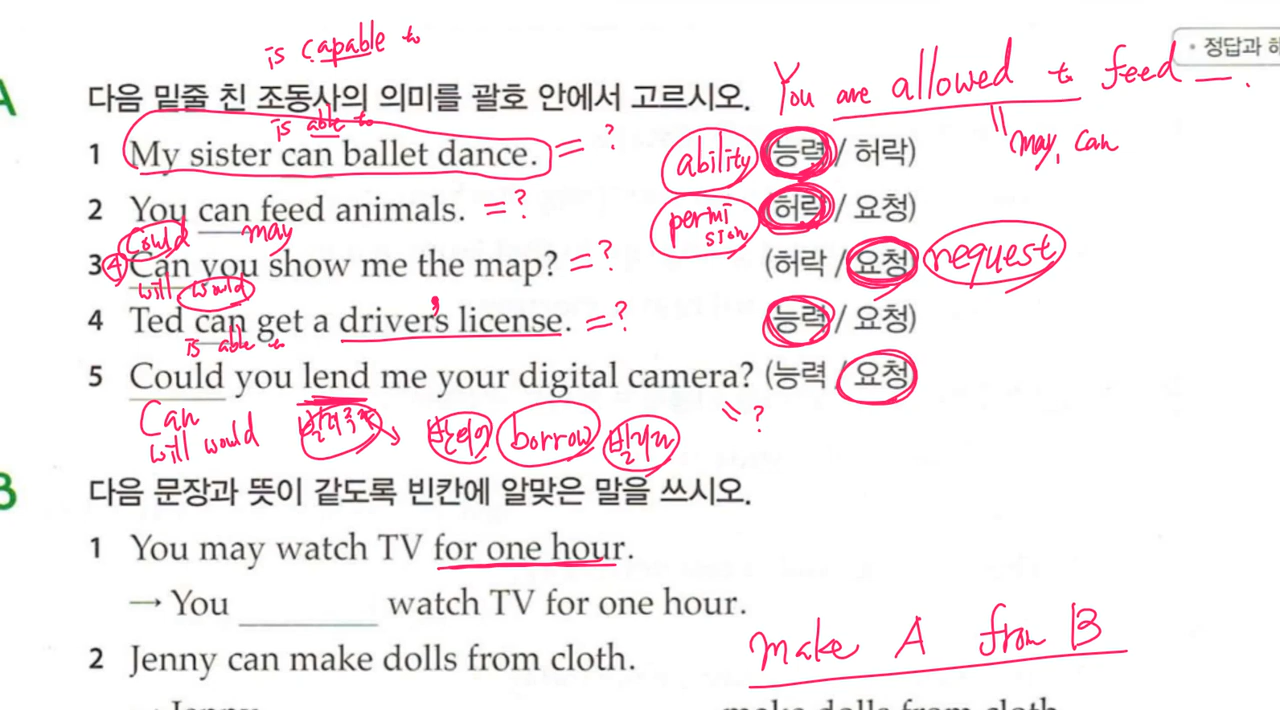 is capable to
• 정답과 해
You are allowed to feed —.
A
다음 밑줄 친 조동사의 의미를 괄호 안에서 고르시오.
is able to
= may, can
1 My sister can ballet dance. = ? ability (능력 / 허락)
2 You can feed animals. = ? permission (허락 / 요청)
could may
3 ④ Can you show me the map? = ? (허락 / 요청) request
will would
4 Ted can get a driver's license. = ? (능력 / 요청)
is able to
5 Could you lend me your digital camera? (능력 / 요청)
= ?
Can
will would 빌려주 borrow 빌리다
B
다음 문장과 뜻이 같도록 빈칸에 알맞은 말을 쓰시오.
1 You may watch TV for one hour.
→ You ________ watch TV for one hour.
make A from B
2 Jenny can make dolls from cloth.
→ Jenny make dolls from cloth.